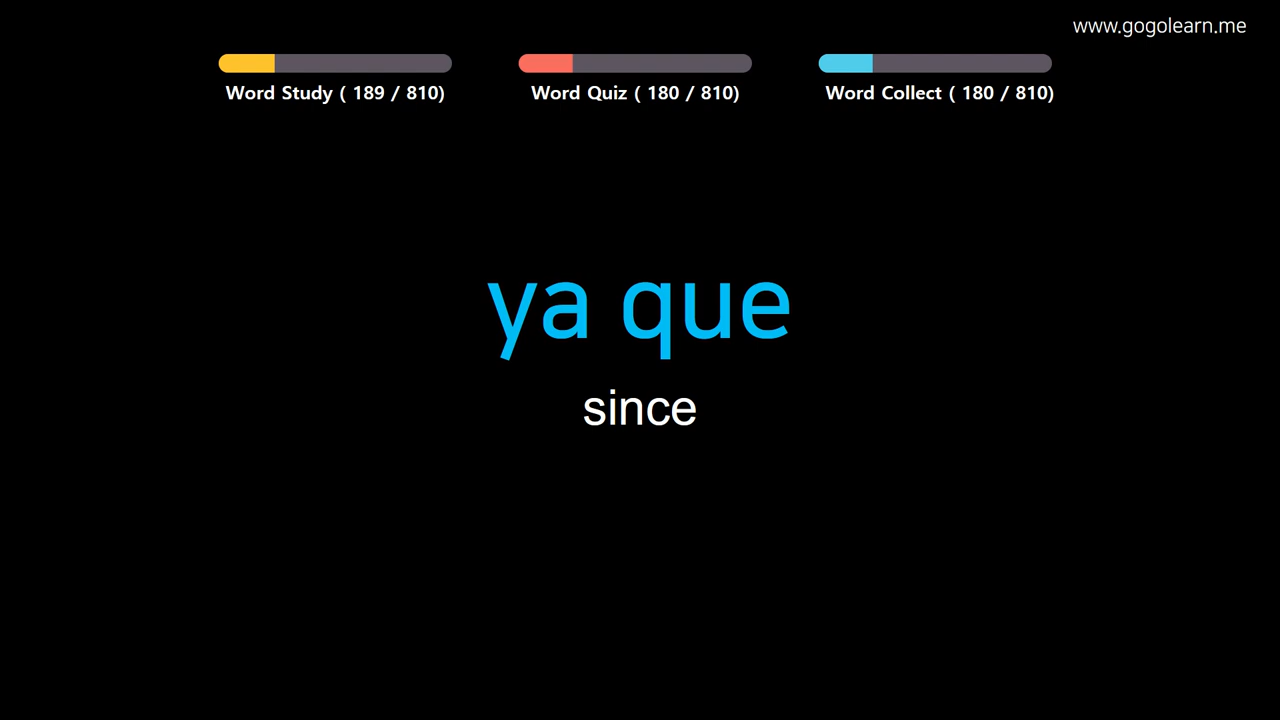 www.gogolearn.me
Word Study ( 189 / 810)
Word Quiz ( 180 / 810)
Word Collect ( 180 / 810)
ya que
since